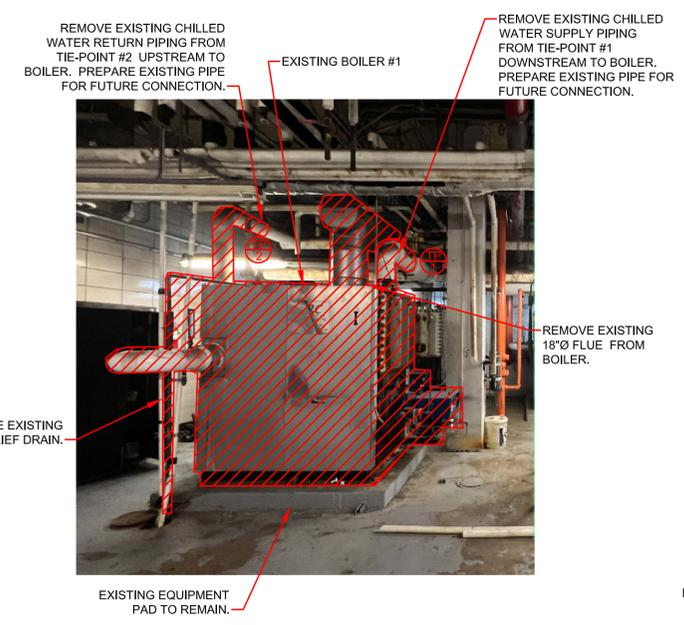 REMOVE EXISTING CHILLED
WATER RETURN PIPING FROM
TIE-POINT #2 UPSTREAM TO
BOILER. PREPARE EXISTING PIPE
FOR FUTURE CONNECTION.
EXISTING BOILER #1
REMOVE EXISTING CHILLED
WATER SUPPLY PIPING
FROM TIE-POINT #1
DOWNSTREAM TO BOILER.
PREPARE EXISTING PIPE FOR
FUTURE CONNECTION.
TP
2
TP
REMOVE EXISTING
18"Ø FLUE FROM
BOILER.
E EXISTING
IEF DRAIN.
EXISTING EQUIPMENT
PAD TO REMAIN.